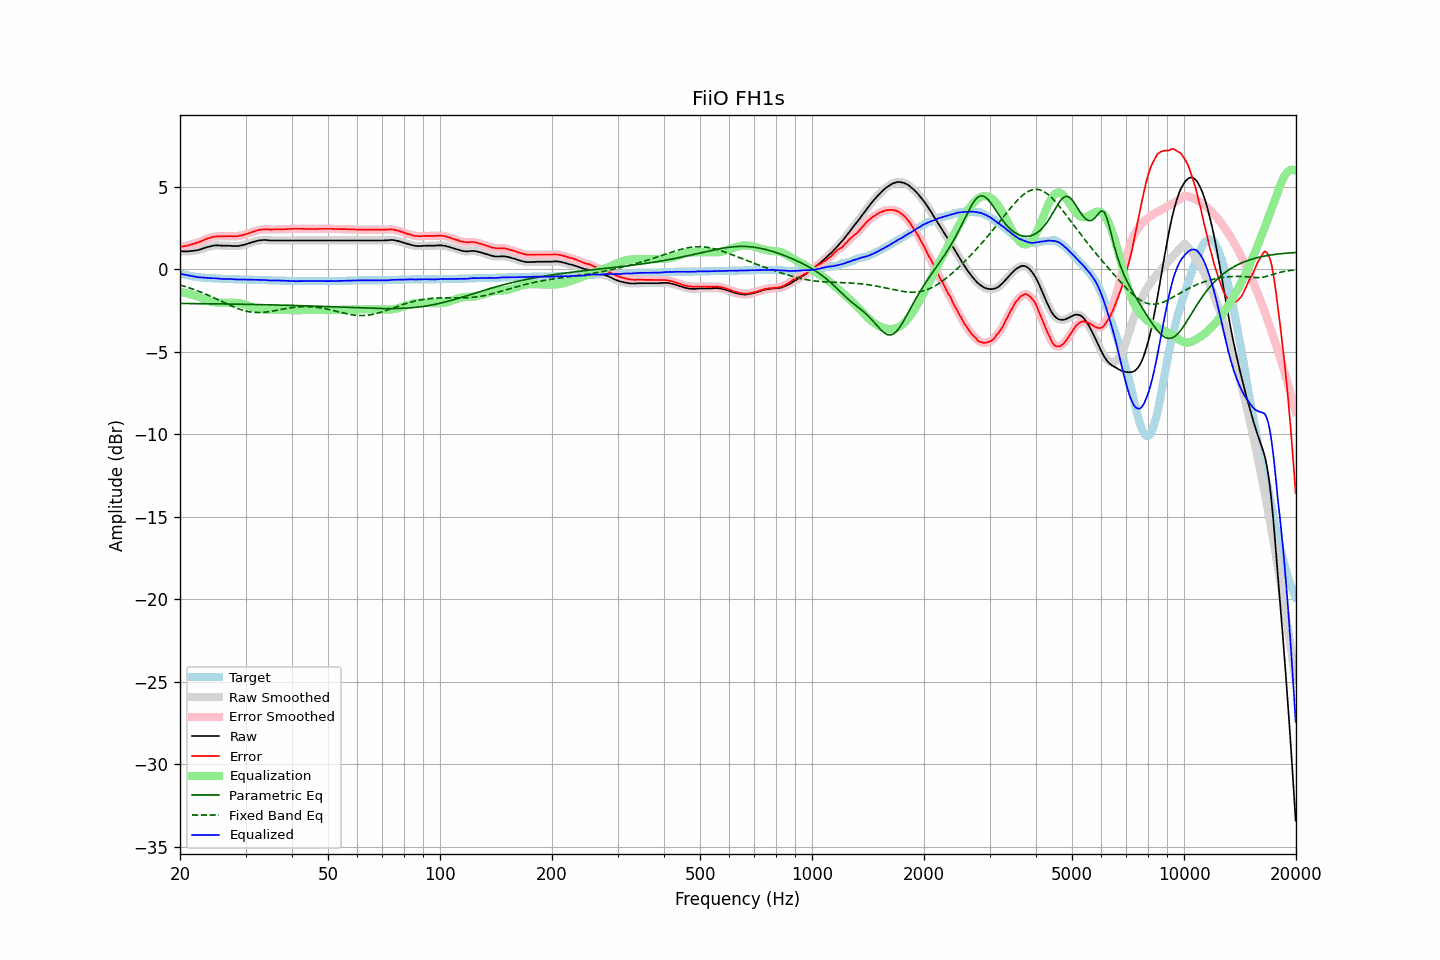 FiiO FH1s
Amplitude (dBr)
5
0
−5
−10
−15
−20
−25
−30
−35
Target
Raw Smoothed
Error Smoothed
Raw
Error
Equalization
Parametric Eq
Fixed Band Eq
Equalized
20 50 100 200 500 1000 2000 5000 10000 20000
Frequency (Hz)